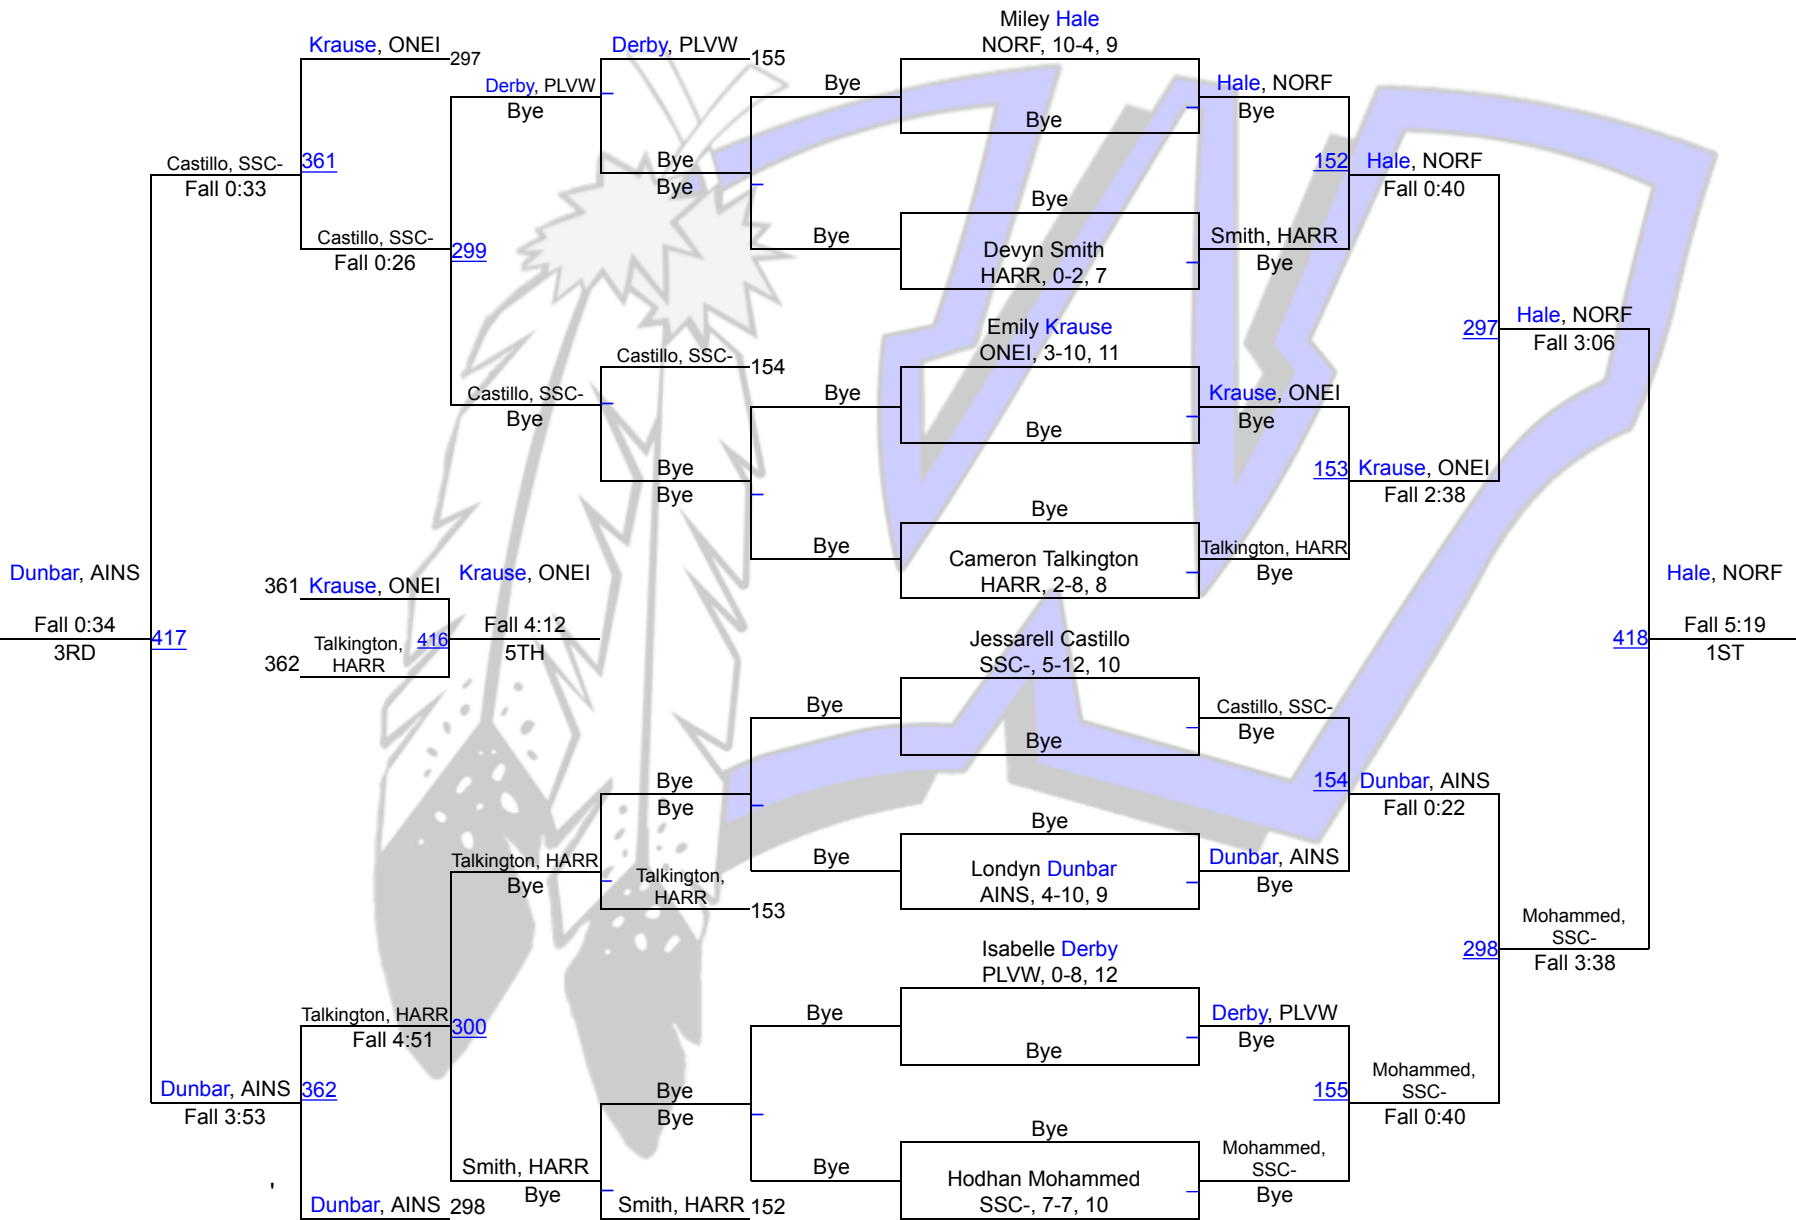 Miley Hale
NORF, 10-4, 9
Krause, ONEI
297
Derby, PLVW
155
Derby, PLVW
Bye
Bye
Bye
Hale, NORF
Bye
361
Castillo, SSC-
Fall 0:33
Bye
Bye
152
Hale, NORF
Fall 0:40
Bye
Castillo, SSC-
Fall 0:26
299
Bye
Devyn Smith
HARR, 0-2, 7
Smith, HARR
Bye
Emily Krause
ONEI, 3-10, 11
297
Hale, NORF
Fall 3:06
Castillo, SSC-
154
Castillo, SSC-
Bye
Bye
Bye
Krause, ONEI
Bye
Bye
Bye
153
Krause, ONEI
Fall 2:38
Bye
Bye
Cameron Talkington
HARR, 2-8, 8
Talkington, HARR
Bye
Dunbar, AINS
Fall 0:34
3RD
417
361
Krause, ONEI
Krause, ONEI
362
Talkington,
HARR
416
Fall 4:12
5TH
Hale, NORF
418
Fall 5:19
1ST
Jessarell Castillo
SSC-, 5-12, 10
Bye
Bye
Castillo, SSC-
Bye
Bye
Bye
154
Dunbar, AINS
Fall 0:22
Bye
Talkington, HARR
Bye
Talkington,
HARR
153
Bye
Londyn Dunbar
AINS, 4-10, 9
Dunbar, AINS
Bye
Isabelle Derby
PLVW, 0-8, 12
298
Mohammed,
SSC-
Fall 3:38
Talkington, HARR
Fall 4:51
300
Bye
Bye
Derby, PLVW
Bye
Dunbar, AINS
Fall 3:53
362
Bye
Bye
155
Mohammed,
SSC-
Fall 0:40
Bye
Smith, HARR
Bye
Bye
Hodhan Mohammed
SSC-, 7-7, 10
Mohammed,
SSC-
Bye
'
Dunbar, AINS
298
Smith, HARR
152